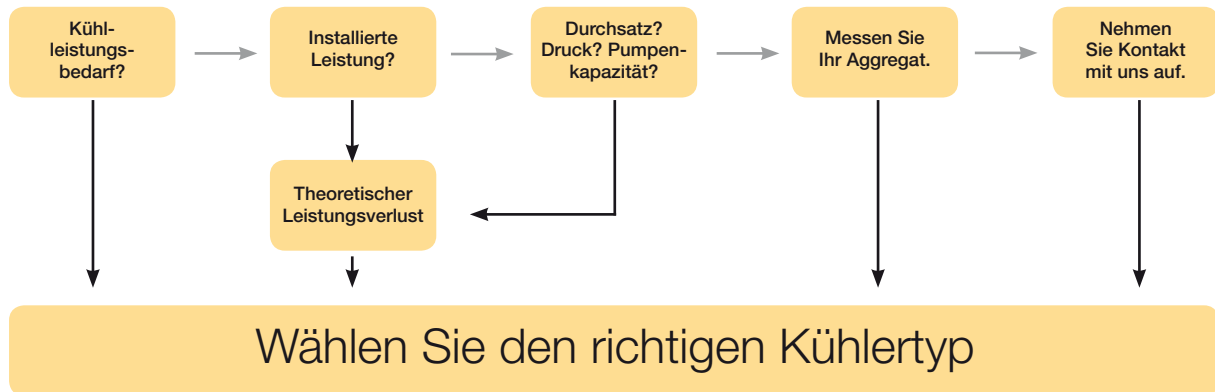 Kühl-
leistungs-
bedarf?
Installierte
Leistung?
Durchsatz?
Druck? Pumpen-
kapazität?
Messen Sie
Ihr Aggregat.
Nehmen
Sie Kontakt
mit uns auf.
Theoretischer
Leistungsverlust
Wählen Sie den richtigen Kühlertyp